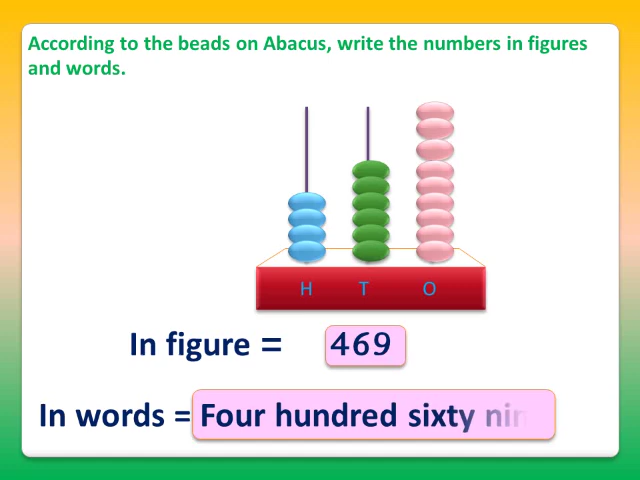 According to the beads on Abacus, write the numbers in figures
and words.
H T O
In figure = 469
In words = Four hundred sixty